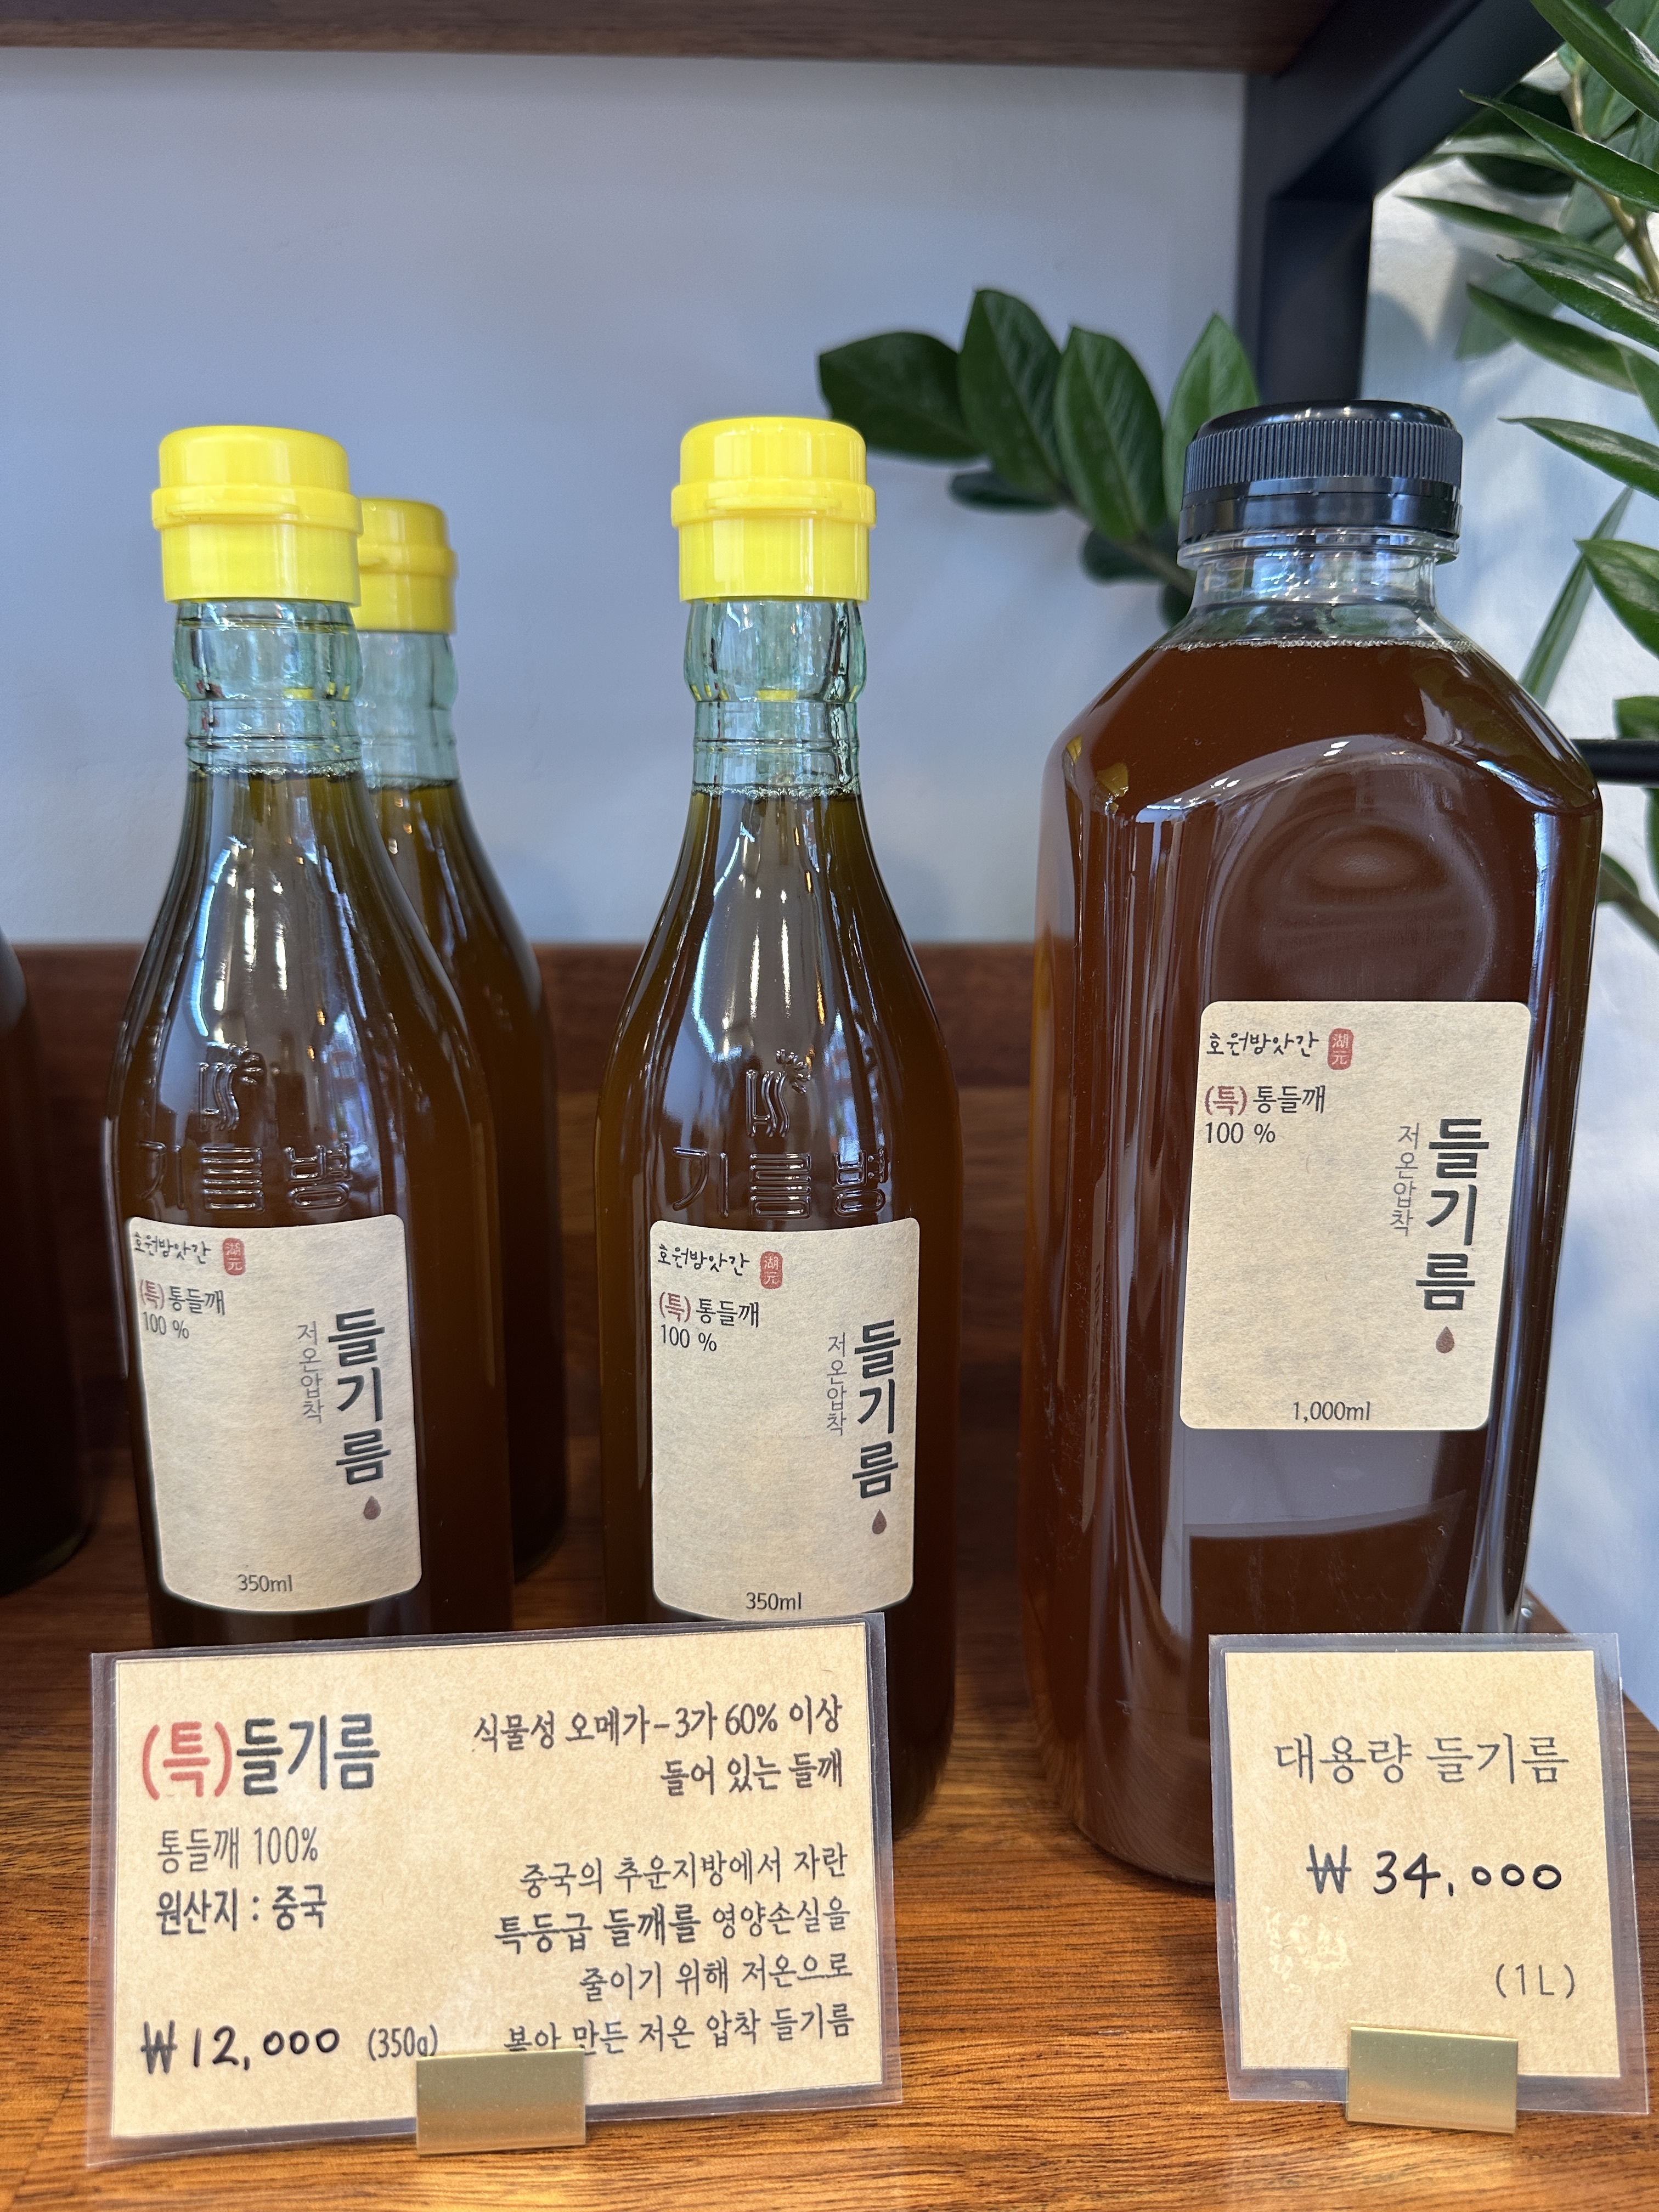 기름병
호원방앗간 湖元
(특) 통들깨
100 %
저온압착
들기름
350ml
기름병
호원방앗간 湖元
(특) 통들깨
100 %
저온압착
들기름
350ml
호원방앗간 湖元
(특) 통들깨
100 %
저온압착
들기름
1,000ml
(특)들기름
통들깨 100%
원산지 : 중국
₩12,000 (350g)
식물성 오메가-3가 60% 이상
들어 있는 들깨
중국의 추운지방에서 자란
특등급 들깨를 영양손실을
줄이기 위해 저온으로
볶아 만든 저온 압착 들기름
대용량 들기름
₩ 34,000
(1L)